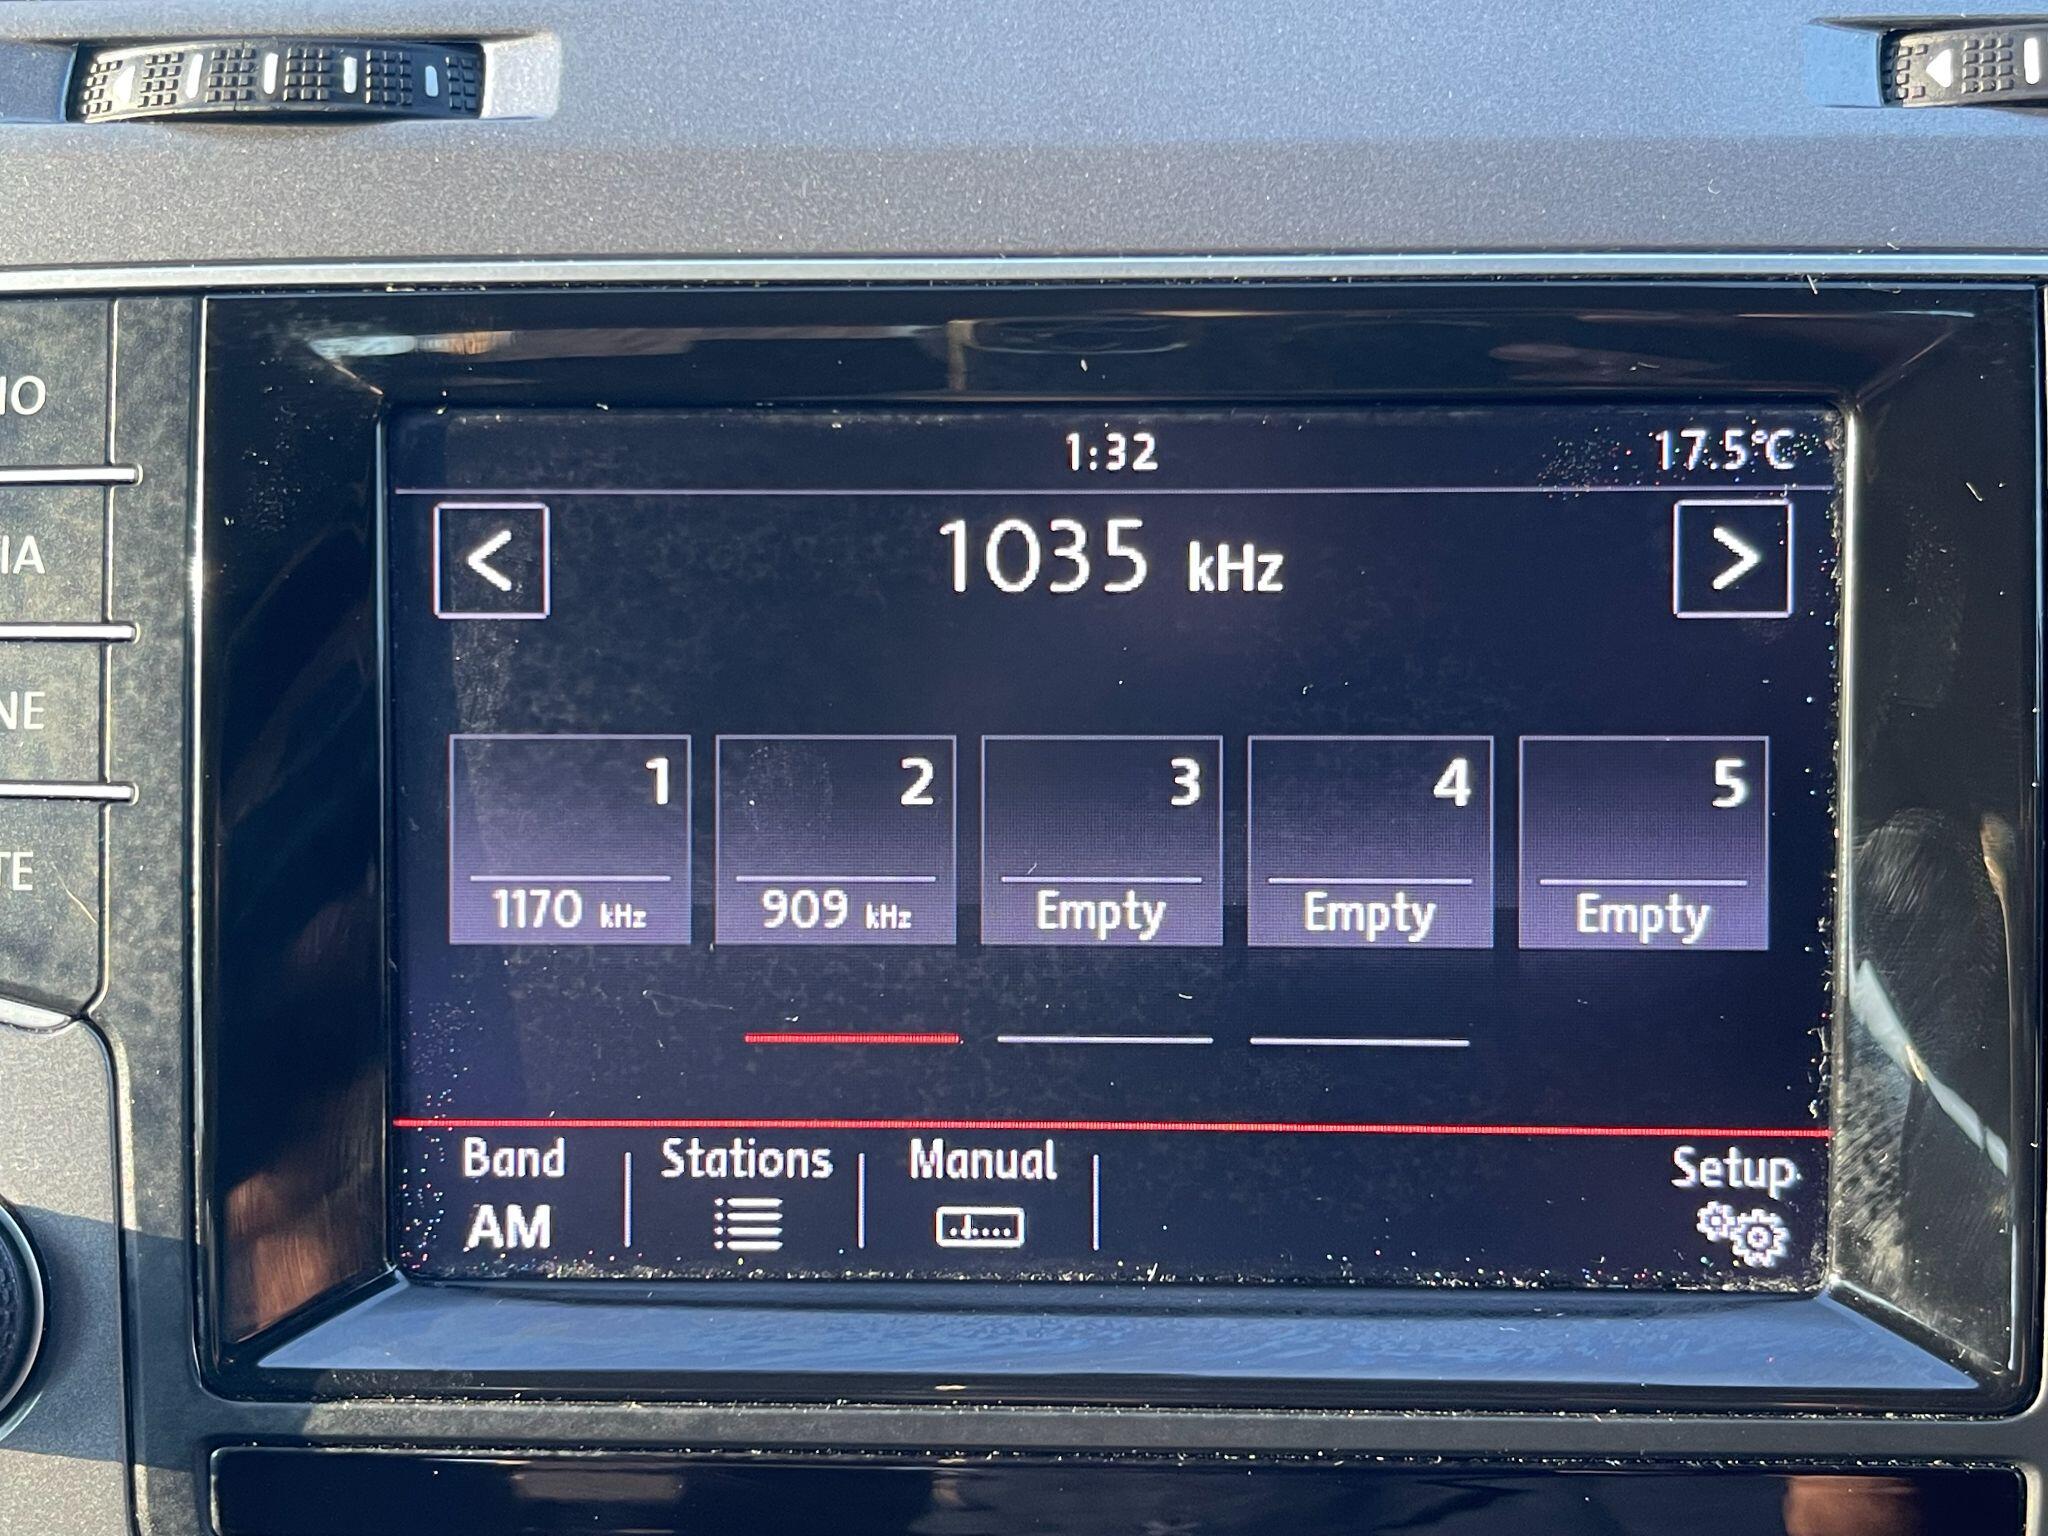 1:32 17.5°C
< 1035 kHz >
1 2 3 4 5
1170 kHz 909 kHz Empty Empty Empty
Band Stations Manual Setup
AM
IO
IA
NE
TE